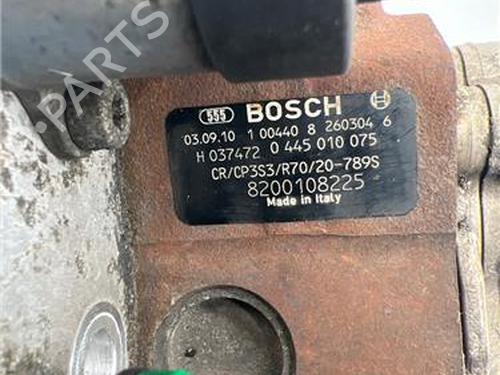 555 BOSCH
03.09.10 1 00440 8 260304 6
H 037472 0 445 010 075
CR/CP3S3/R70/20-789S
8200108225
Made in Italy
B-PARTS